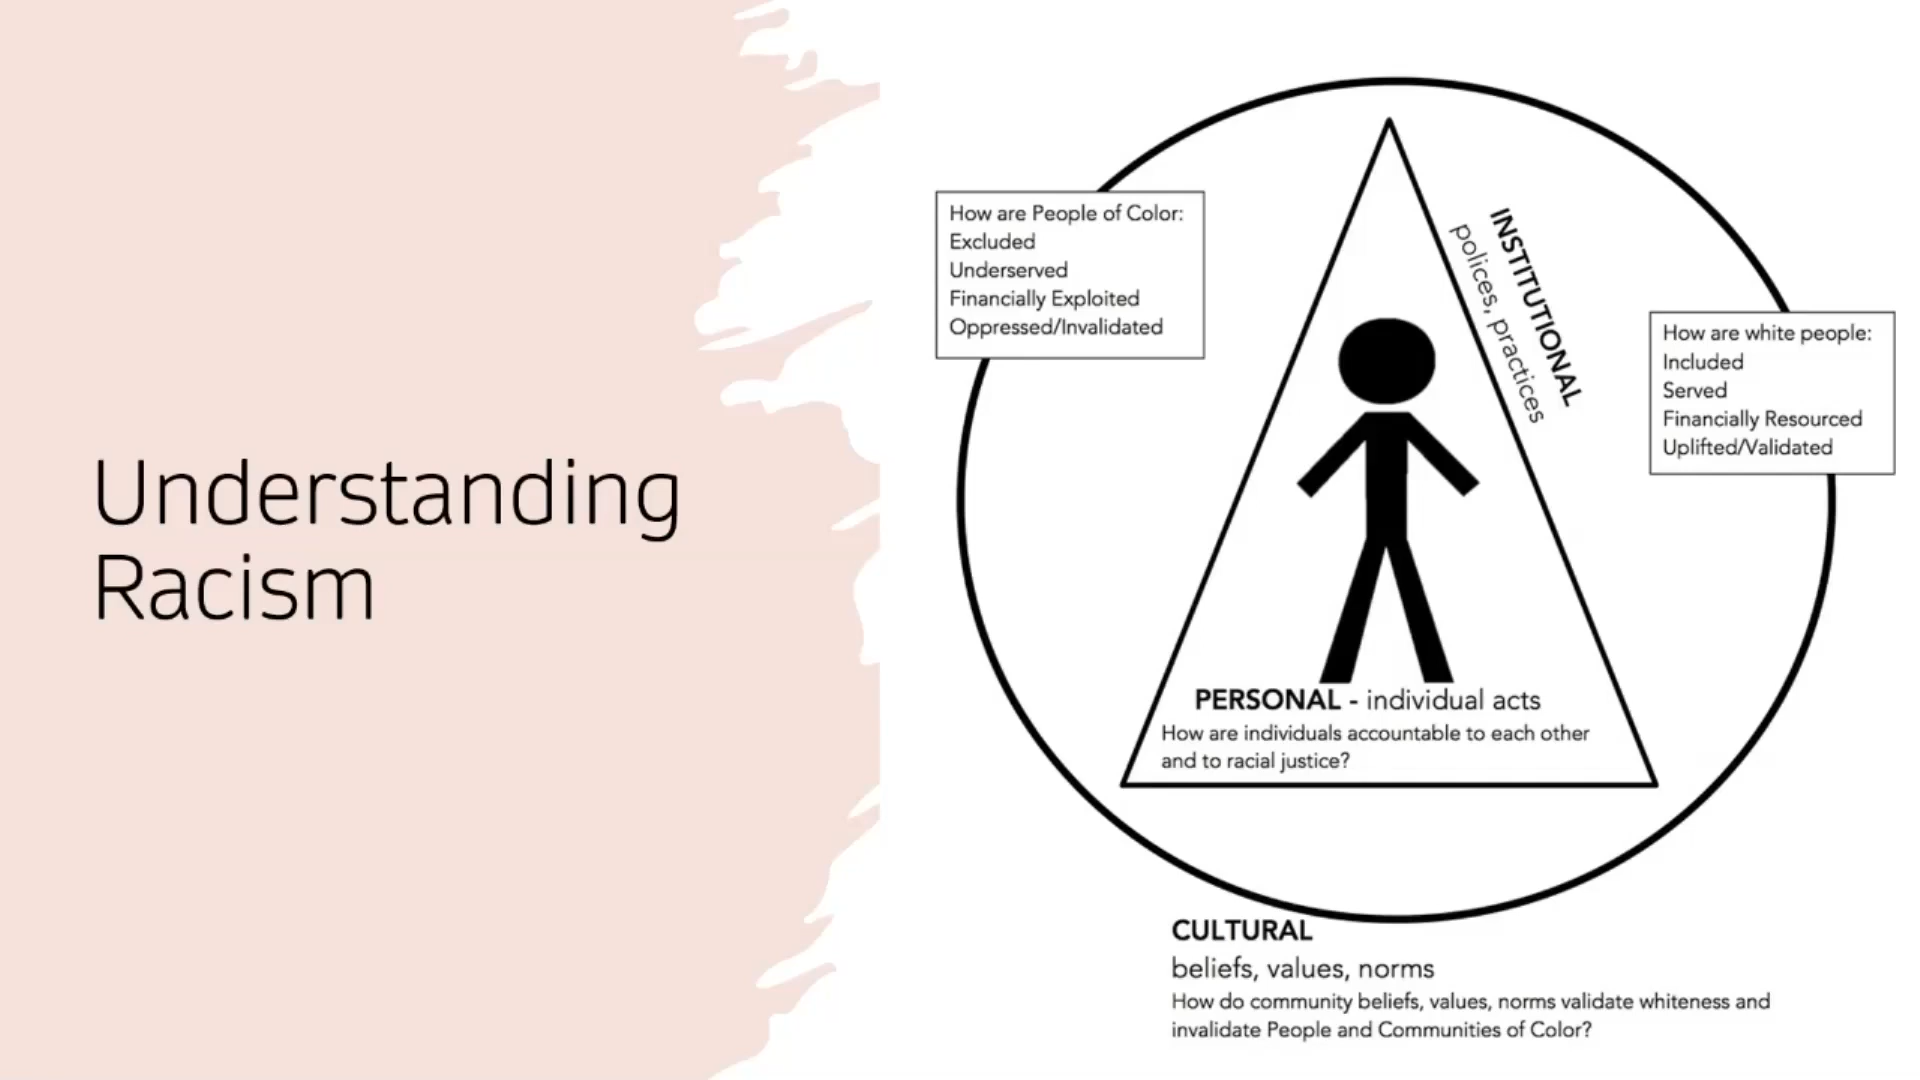 Understanding
Racism
How are People of Color:
Excluded
Underserved
Financially Exploited
Oppressed/Invalidated
INSTITUTIONAL
polices, practices
How are white people:
Included
Served
Financially Resourced
Uplifted/Validated
PERSONAL - individual acts
How are individuals accountable to each other
and to racial justice?
CULTURAL
beliefs, values, norms
How do community beliefs, values, norms validate whiteness and
invalidate People and Communities of Color?